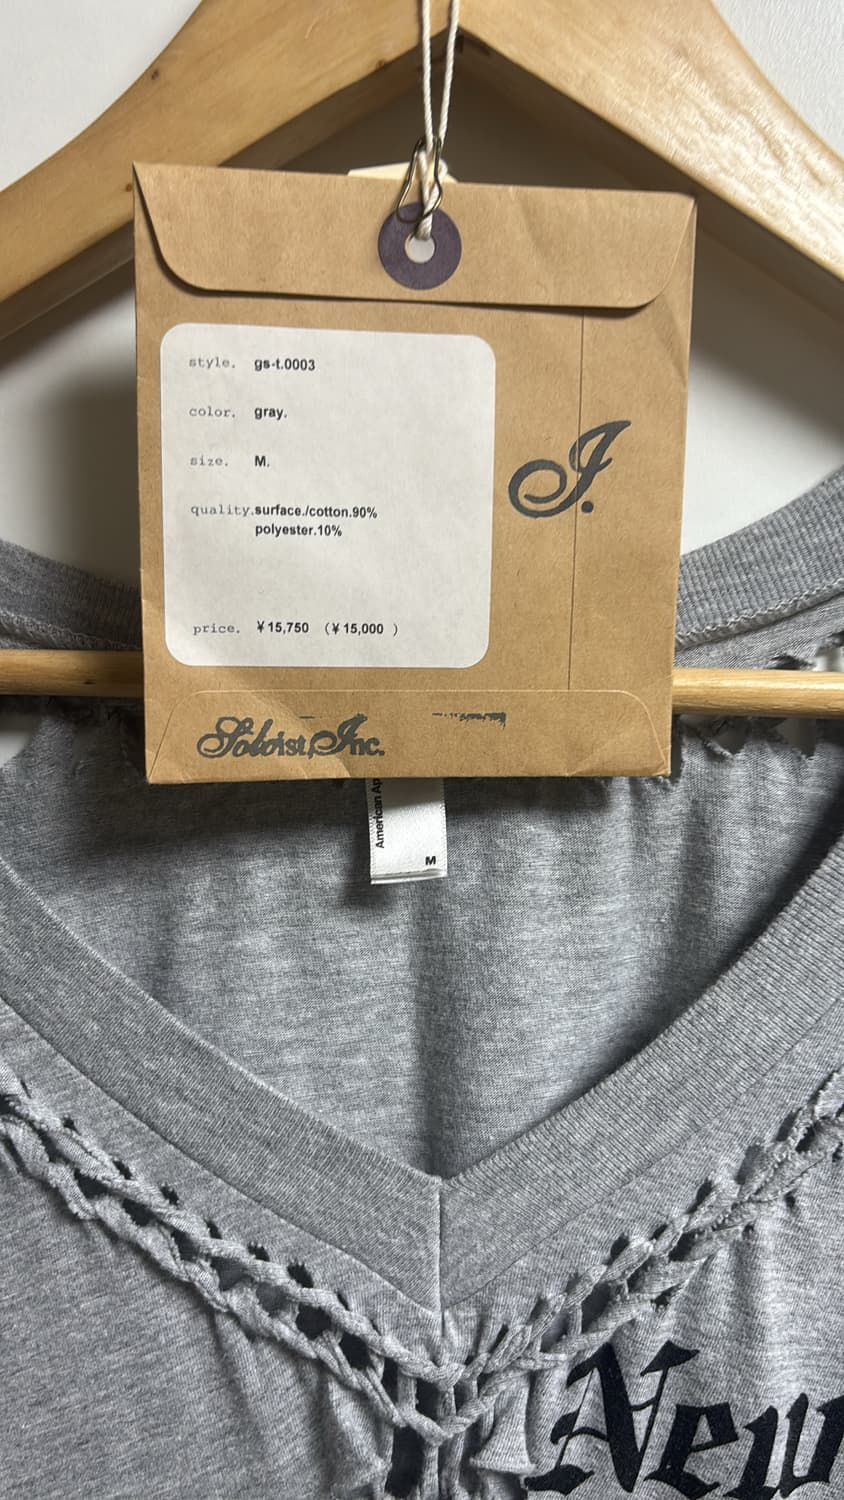 style. gs-t.0003
color. gray.
size. M.
quality.surface./cotton.90%
polyester.10%
price. ¥15,750 (¥15,000 )
J.
Soloist, Inc.
American Ap
M
New